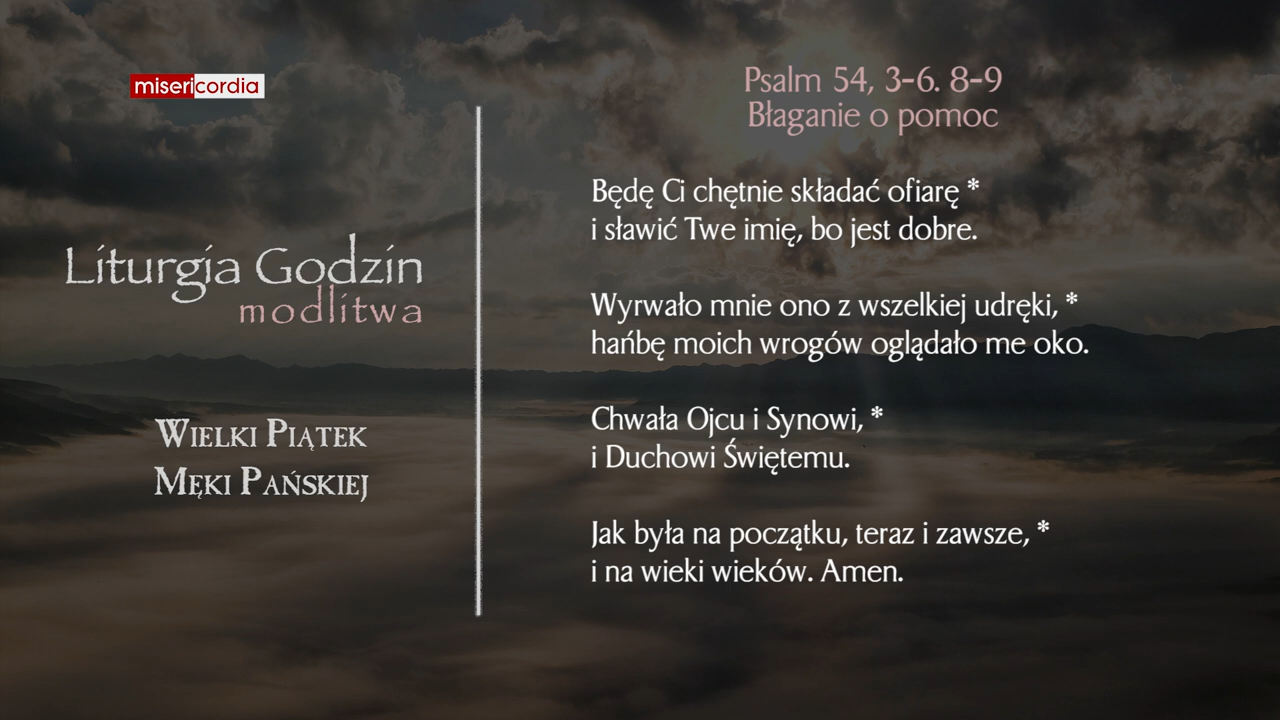 misericordia
Liturgia Godzin
modlitwa
Wielki Piątek
Męki Pańskiej
Psalm 54, 3-6. 8-9
Błaganie o pomoc
Będę Ci chętnie składać ofiarę *
i sławić Twe imię, bo jest dobre.
Wyrwało mnie ono z wszelkiej udręki, *
hańbę moich wrogów oglądało me oko.
Chwała Ojcu i Synowi, *
i Duchowi Świętemu.
Jak była na początku, teraz i zawsze, *
i na wieki wieków. Amen.